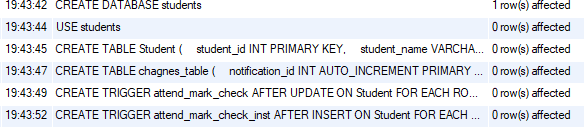 19:43:42 CREATE DATABASE students 1 row(s) affected
19:43:44 USE students 0 row(s) affected
19:43:45 CREATE TABLE Student ( student_id INT PRIMARY KEY, student_name VARCHA... 0 row(s) affected
19:43:47 CREATE TABLE chagnes_table ( notification_id INT AUTO_INCREMENT PRIMARY ... 0 row(s) affected
19:43:49 CREATE TRIGGER attend_mark_check AFTER UPDATE ON Student FOR EACH RO... 0 row(s) affected
19:43:52 CREATE TRIGGER attend_mark_check_inst AFTER INSERT ON Student FOR EACH ... 0 row(s) affected